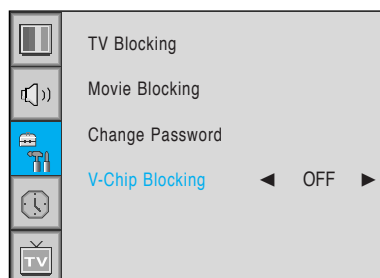 TV Blocking
Movie Blocking
Change Password
V-Chip Blocking ◀ OFF ▶
TV